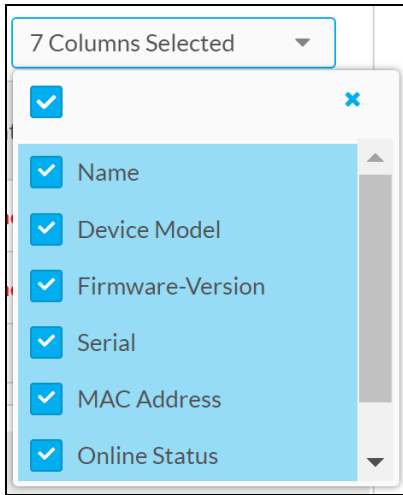 7 Columns Selected
Name
Device Model
Firmware-Version
Serial
MAC Address
Online Status